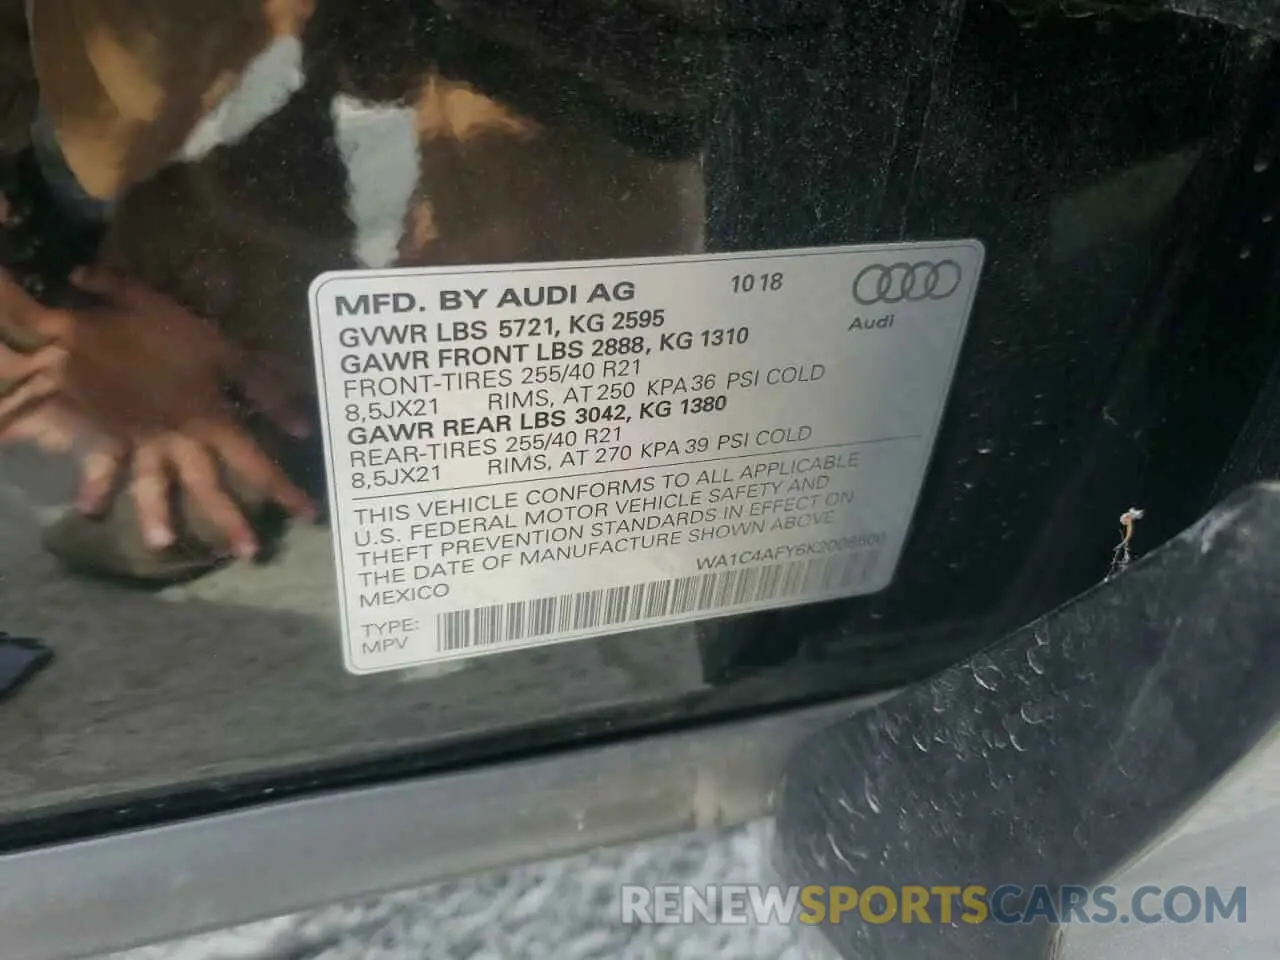 MFD. BY AUDI AG
10 18
Audi
GVWR LBS 5721, KG 2595
GAWR FRONT LBS 2888, KG 1310
FRONT-TIRES 255/40 R21
8,5JX21 RIMS, AT 250 KPA 36 PSI COLD
GAWR REAR LBS 3042, KG 1380
REAR-TIRES 255/40 R21
8,5JX21 RIMS, AT 270 KPA 39 PSI COLD
THIS VEHICLE CONFORMS TO ALL APPLICABLE
U.S. FEDERAL MOTOR VEHICLE SAFETY AND
THEFT PREVENTION STANDARDS IN EFFECT ON
THE DATE OF MANUFACTURE SHOWN ABOVE
MEXICO
TYPE:
MPV
RENEWSPORTSCARS.COM